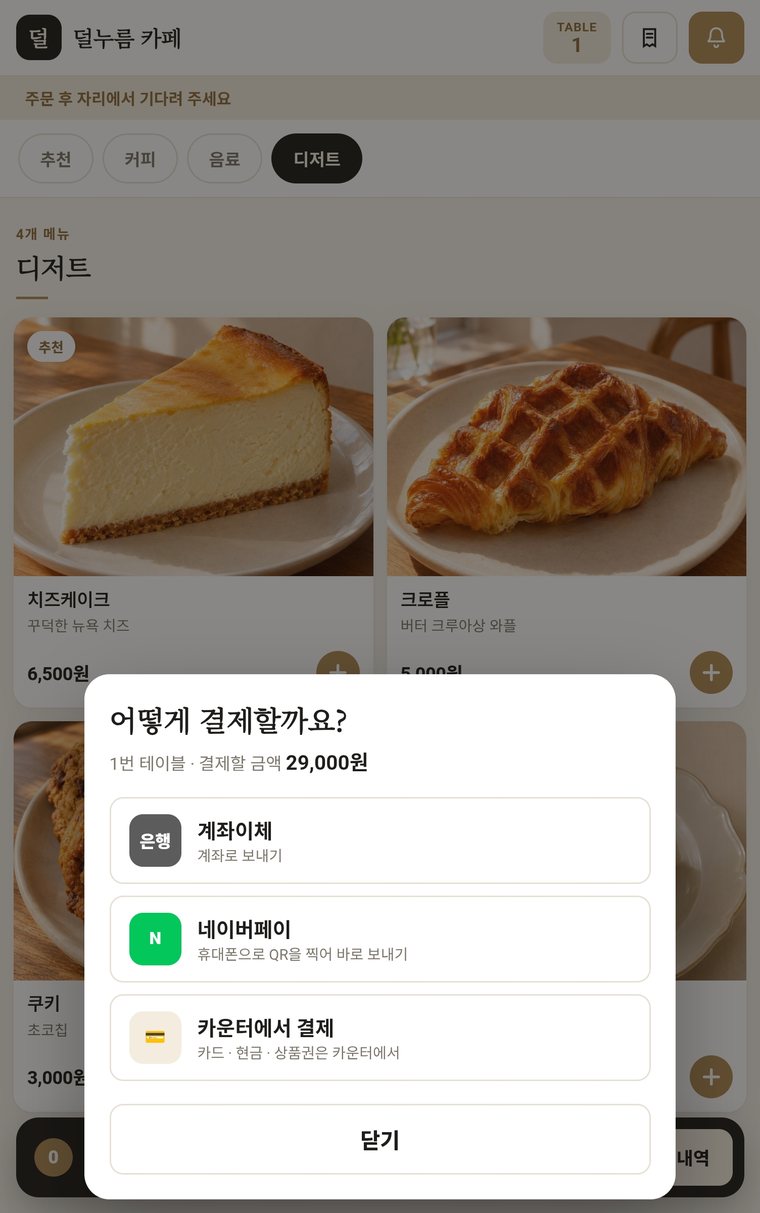 덜
덜누름 카페
TABLE
1
주문 후 자리에서 기다려 주세요
추천
커피
음료
디저트
4개 메뉴
디저트
추천
치즈케이크
꾸덕한 뉴욕 치즈
6,500원
크로플
버터 크루아상 와플
5,000원
어떻게 결제할까요?
1번 테이블 · 결제할 금액 29,000원
은행
계좌이체
계좌로 보내기
N
네이버페이
휴대폰으로 QR을 찍어 바로 보내기
카운터에서 결제
카드 · 현금 · 상품권은 카운터에서
닫기
쿠키
초코칩
3,000원
0
내역